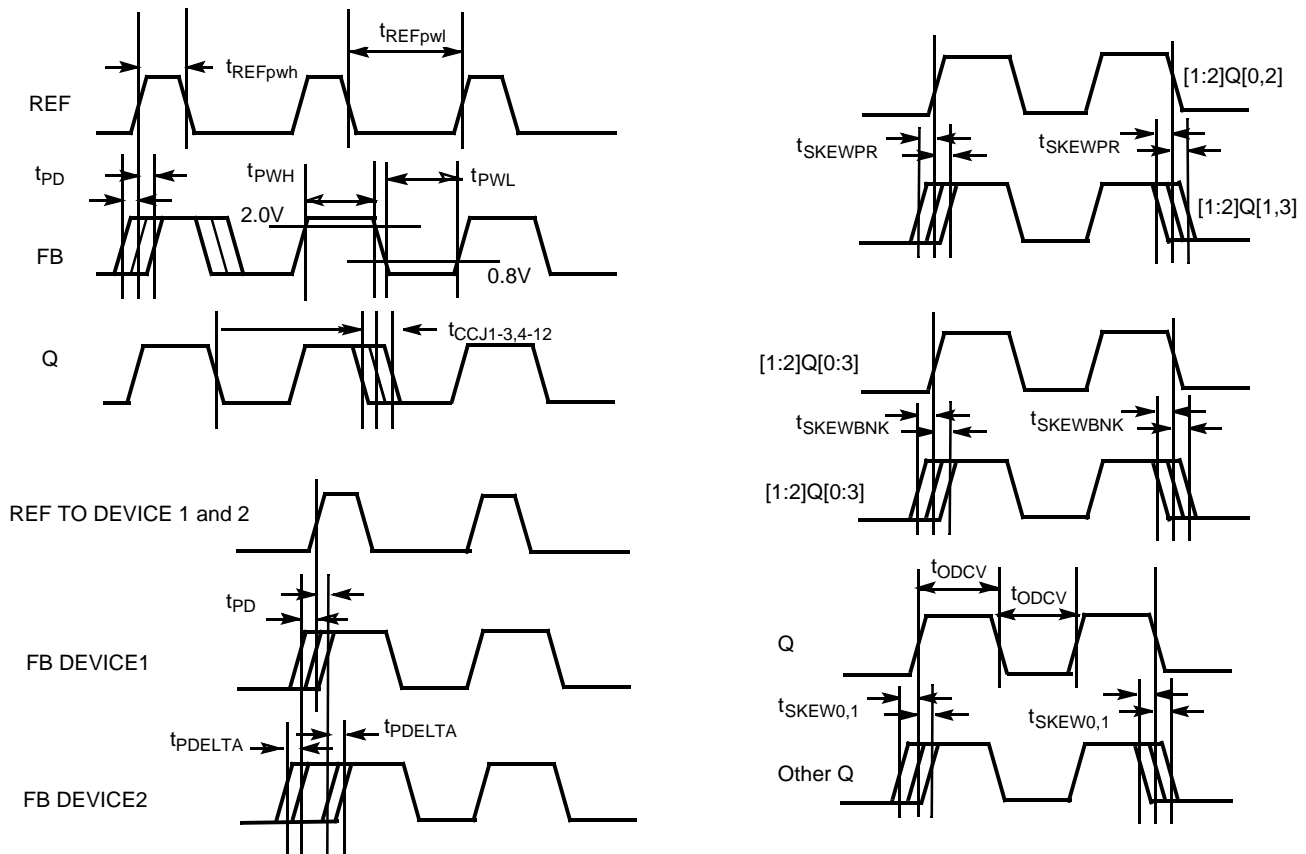 tREFpwh
tREFpwl
REF
tPD
tPWH
tPWL
2.0V
FB
0.8V
tCCJ1-3,4-12
Q
REF TO DEVICE 1 and 2
tPD
FB DEVICE1
tPDELTA
tPDELTA
FB DEVICE2
[1:2]Q[0,2]
tSKEWPR
tSKEWPR
[1:2]Q[1,3]
[1:2]Q[0:3]
tSKEWBNK
tSKEWBNK
[1:2]Q[0:3]
tODCV
tODCV
Q
tSKEW0,1
tSKEW0,1
Other Q